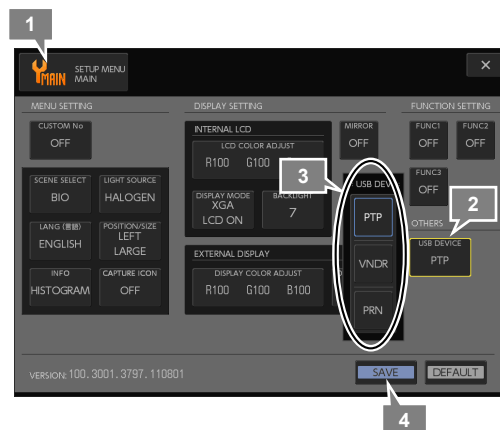 1
MAIN
SETUP MENU
MAIN
×
MENU SETTING
DISPLAY SETTING
FUNCTION SETTING
CUSTOM No
OFF
INTERNAL LCD
LCD COLOR ADJUST
R100 G100
MIRROR
OFF
FUNC1
OFF
FUNC2
OFF
SCENE SELECT
BIO
LIGHT SOURCE
HALOGEN
DISPLAY MODE
XGA
LCD ON
BACKLIGHT
7
3
USB DEV
PTP
VNDR
PRN
FUNC3
OFF
2
OTHERS
USB DEVICE
PTP
LANG (言語)
ENGLISH
POSITION/SIZE
LEFT
LARGE
INFO
HISTOGRAM
CAPTURE ICON
OFF
EXTERNAL DISPLAY
DISPLAY COLOR ADJUST
R100 G100 B100
VERSION: 100. 3001. 3797. 110801
SAVE
DEFAULT
4